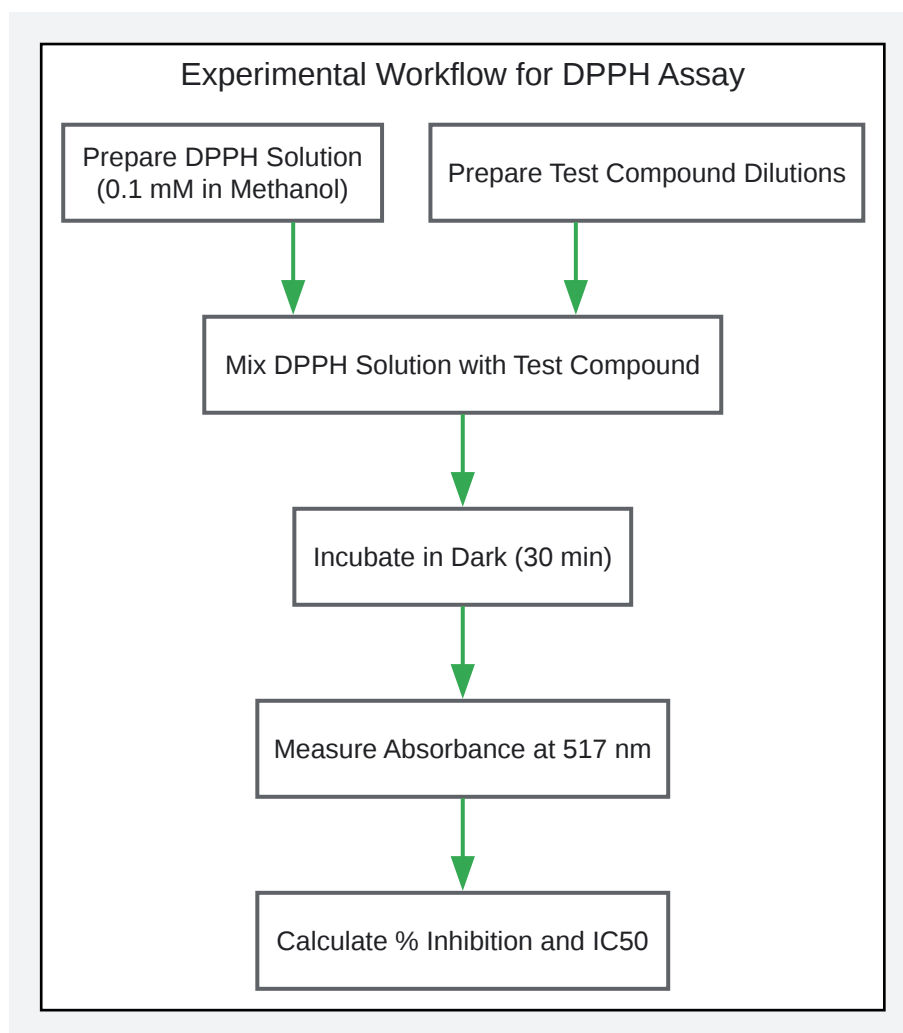 Experimental Workflow for DPPH Assay
Prepare DPPH Solution
(0.1 mM in Methanol)
Prepare Test Compound Dilutions
Mix DPPH Solution with Test Compound
Incubate in Dark (30 min)
Measure Absorbance at 517 nm
Calculate % Inhibition and IC50